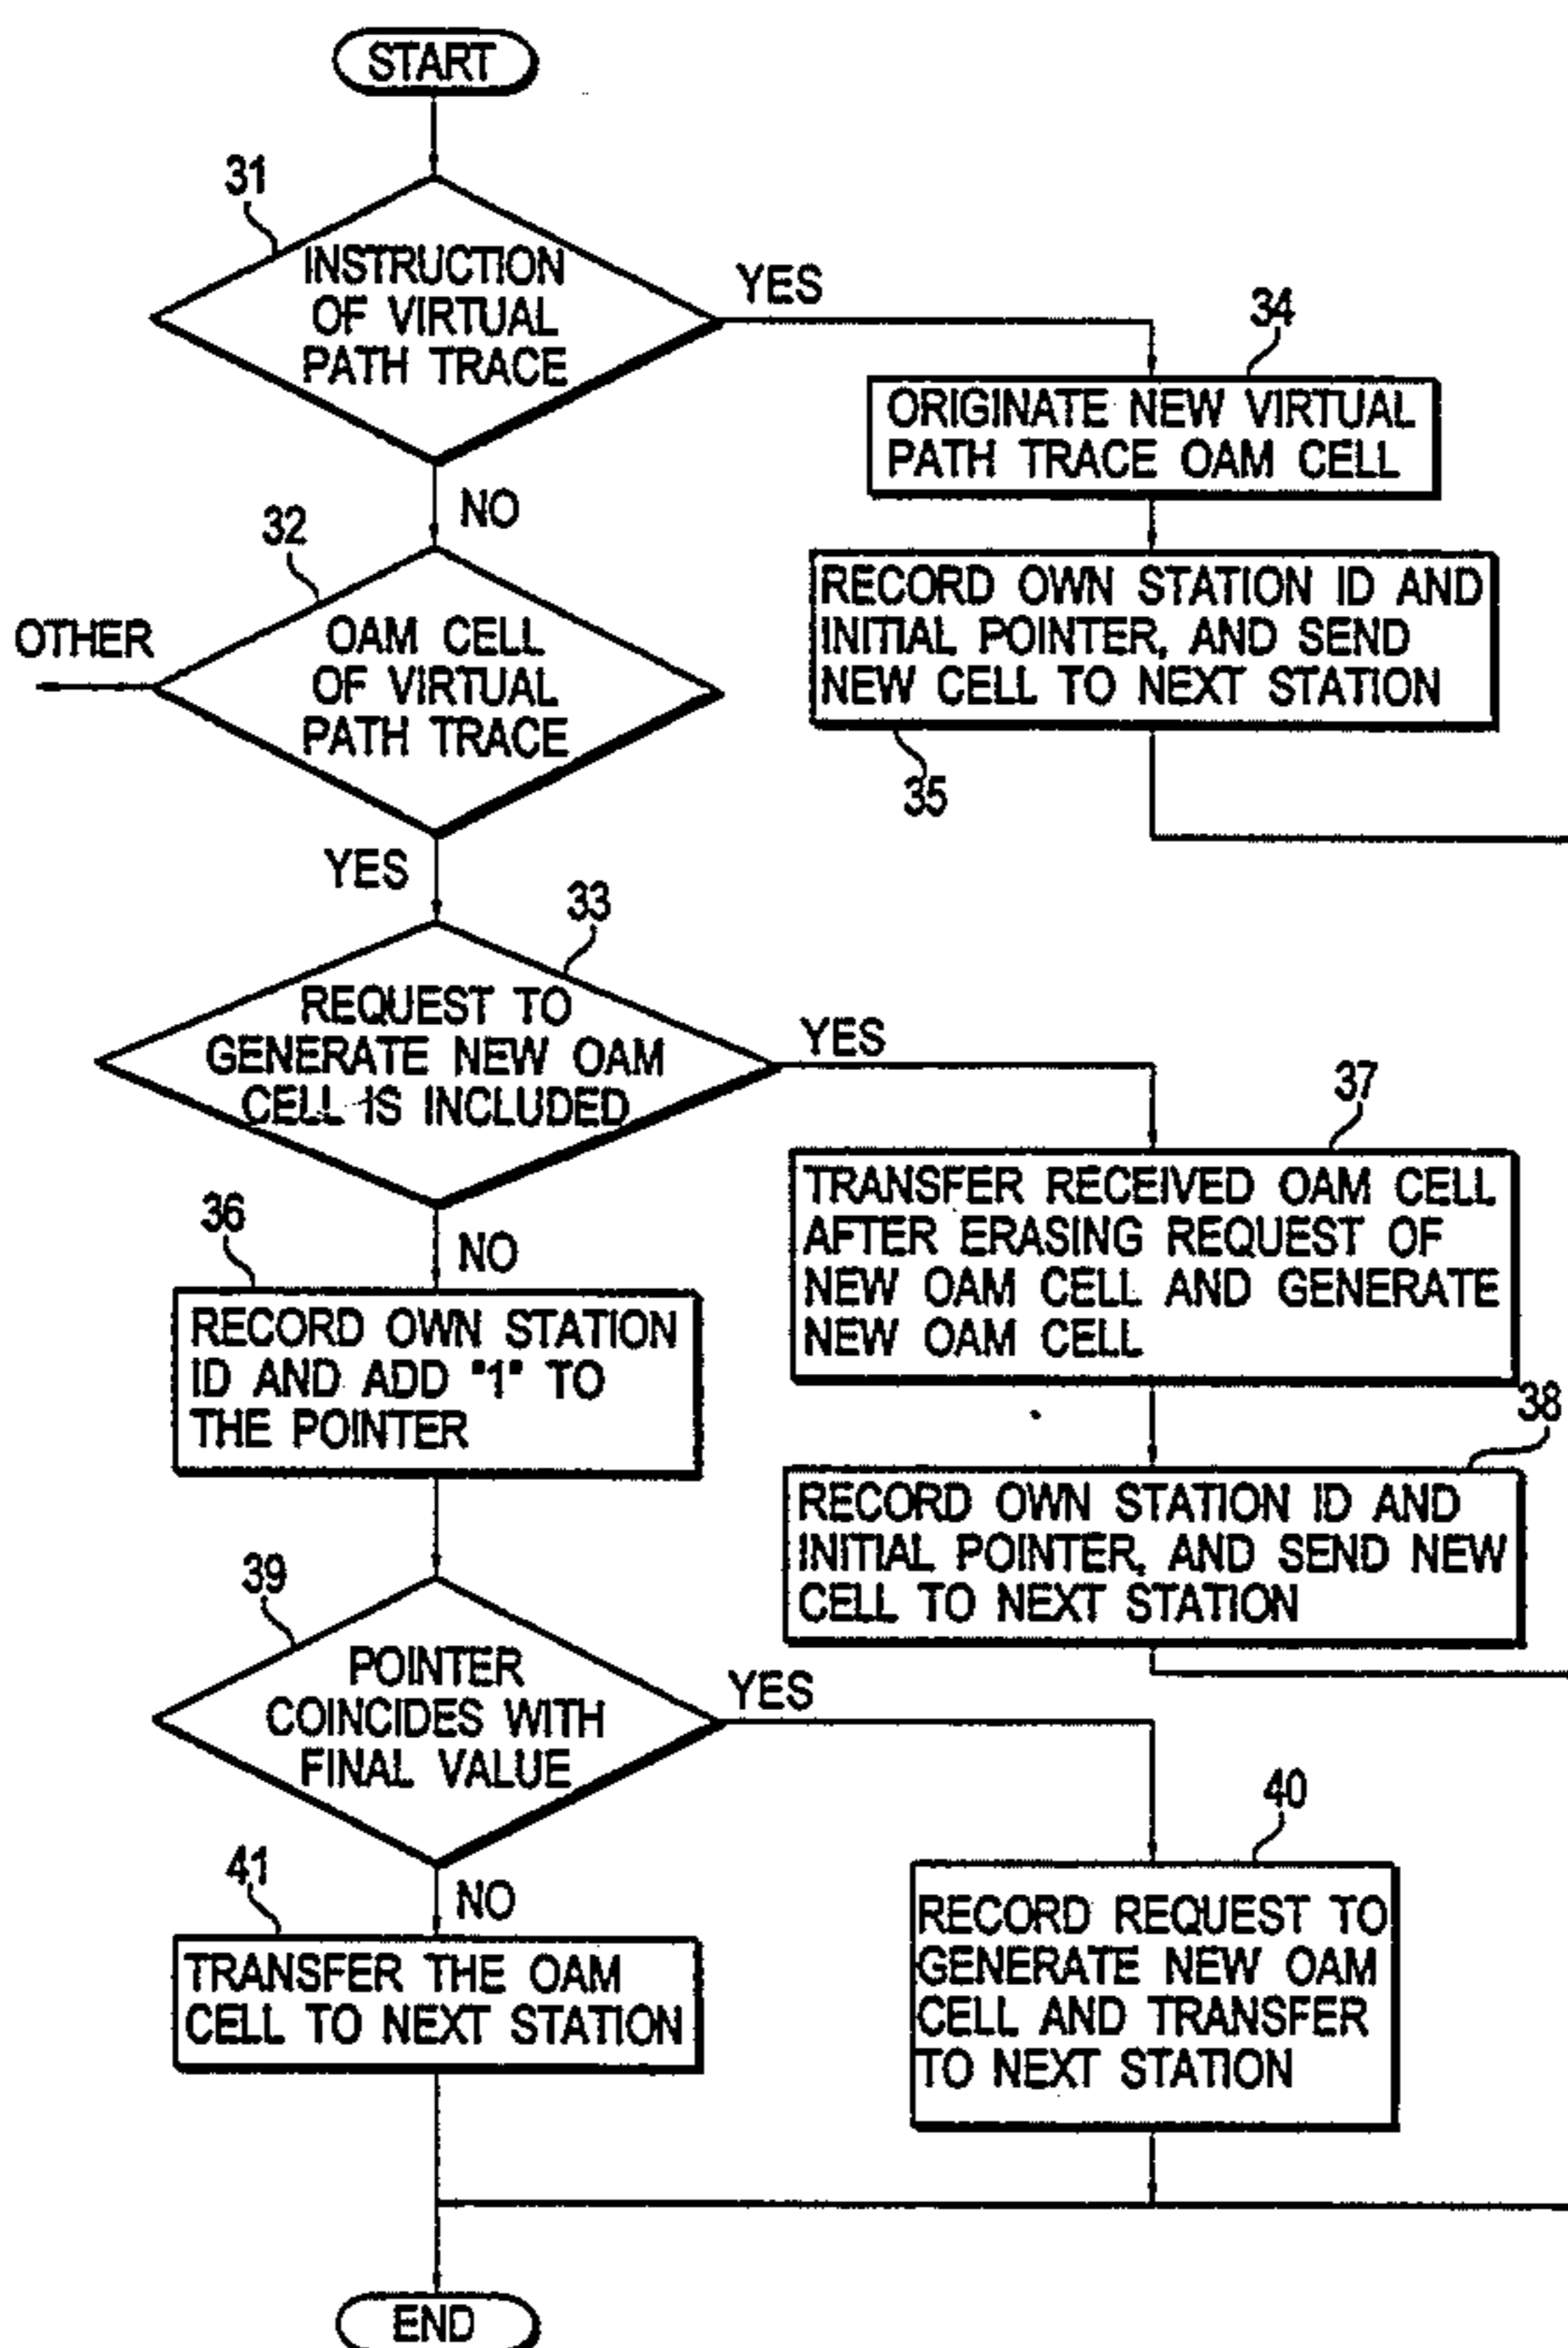 START
31
INSTRUCTION
OF VIRTUAL
PATH TRACE
YES
34
ORIGINATE NEW VIRTUAL
PATH TRACE OAM CELL
NO
32
OTHER
OAM CELL
OF VIRTUAL
PATH TRACE
RECORD OWN STATION ID AND
INITIAL POINTER, AND SEND
NEW CELL TO NEXT STATION
35
YES
33
REQUEST TO
GENERATE NEW OAM
CELL IS INCLUDED
YES
37
TRANSFER RECEIVED OAM CELL
AFTER ERASING REQUEST OF
NEW OAM CELL AND GENERATE
NEW OAM CELL
36
NO
RECORD OWN STATION
ID AND ADD "1" TO
THE POINTER
38
RECORD OWN STATION ID AND
INITIAL POINTER, AND SEND NEW
CELL TO NEXT STATION
39
POINTER
COINCIDES WITH
FINAL VALUE
YES
40
RECORD REQUEST TO
GENERATE NEW OAM
CELL AND TRANSFER
TO NEXT STATION
41
NO
TRANSFER THE OAM
CELL TO NEXT STATION
END